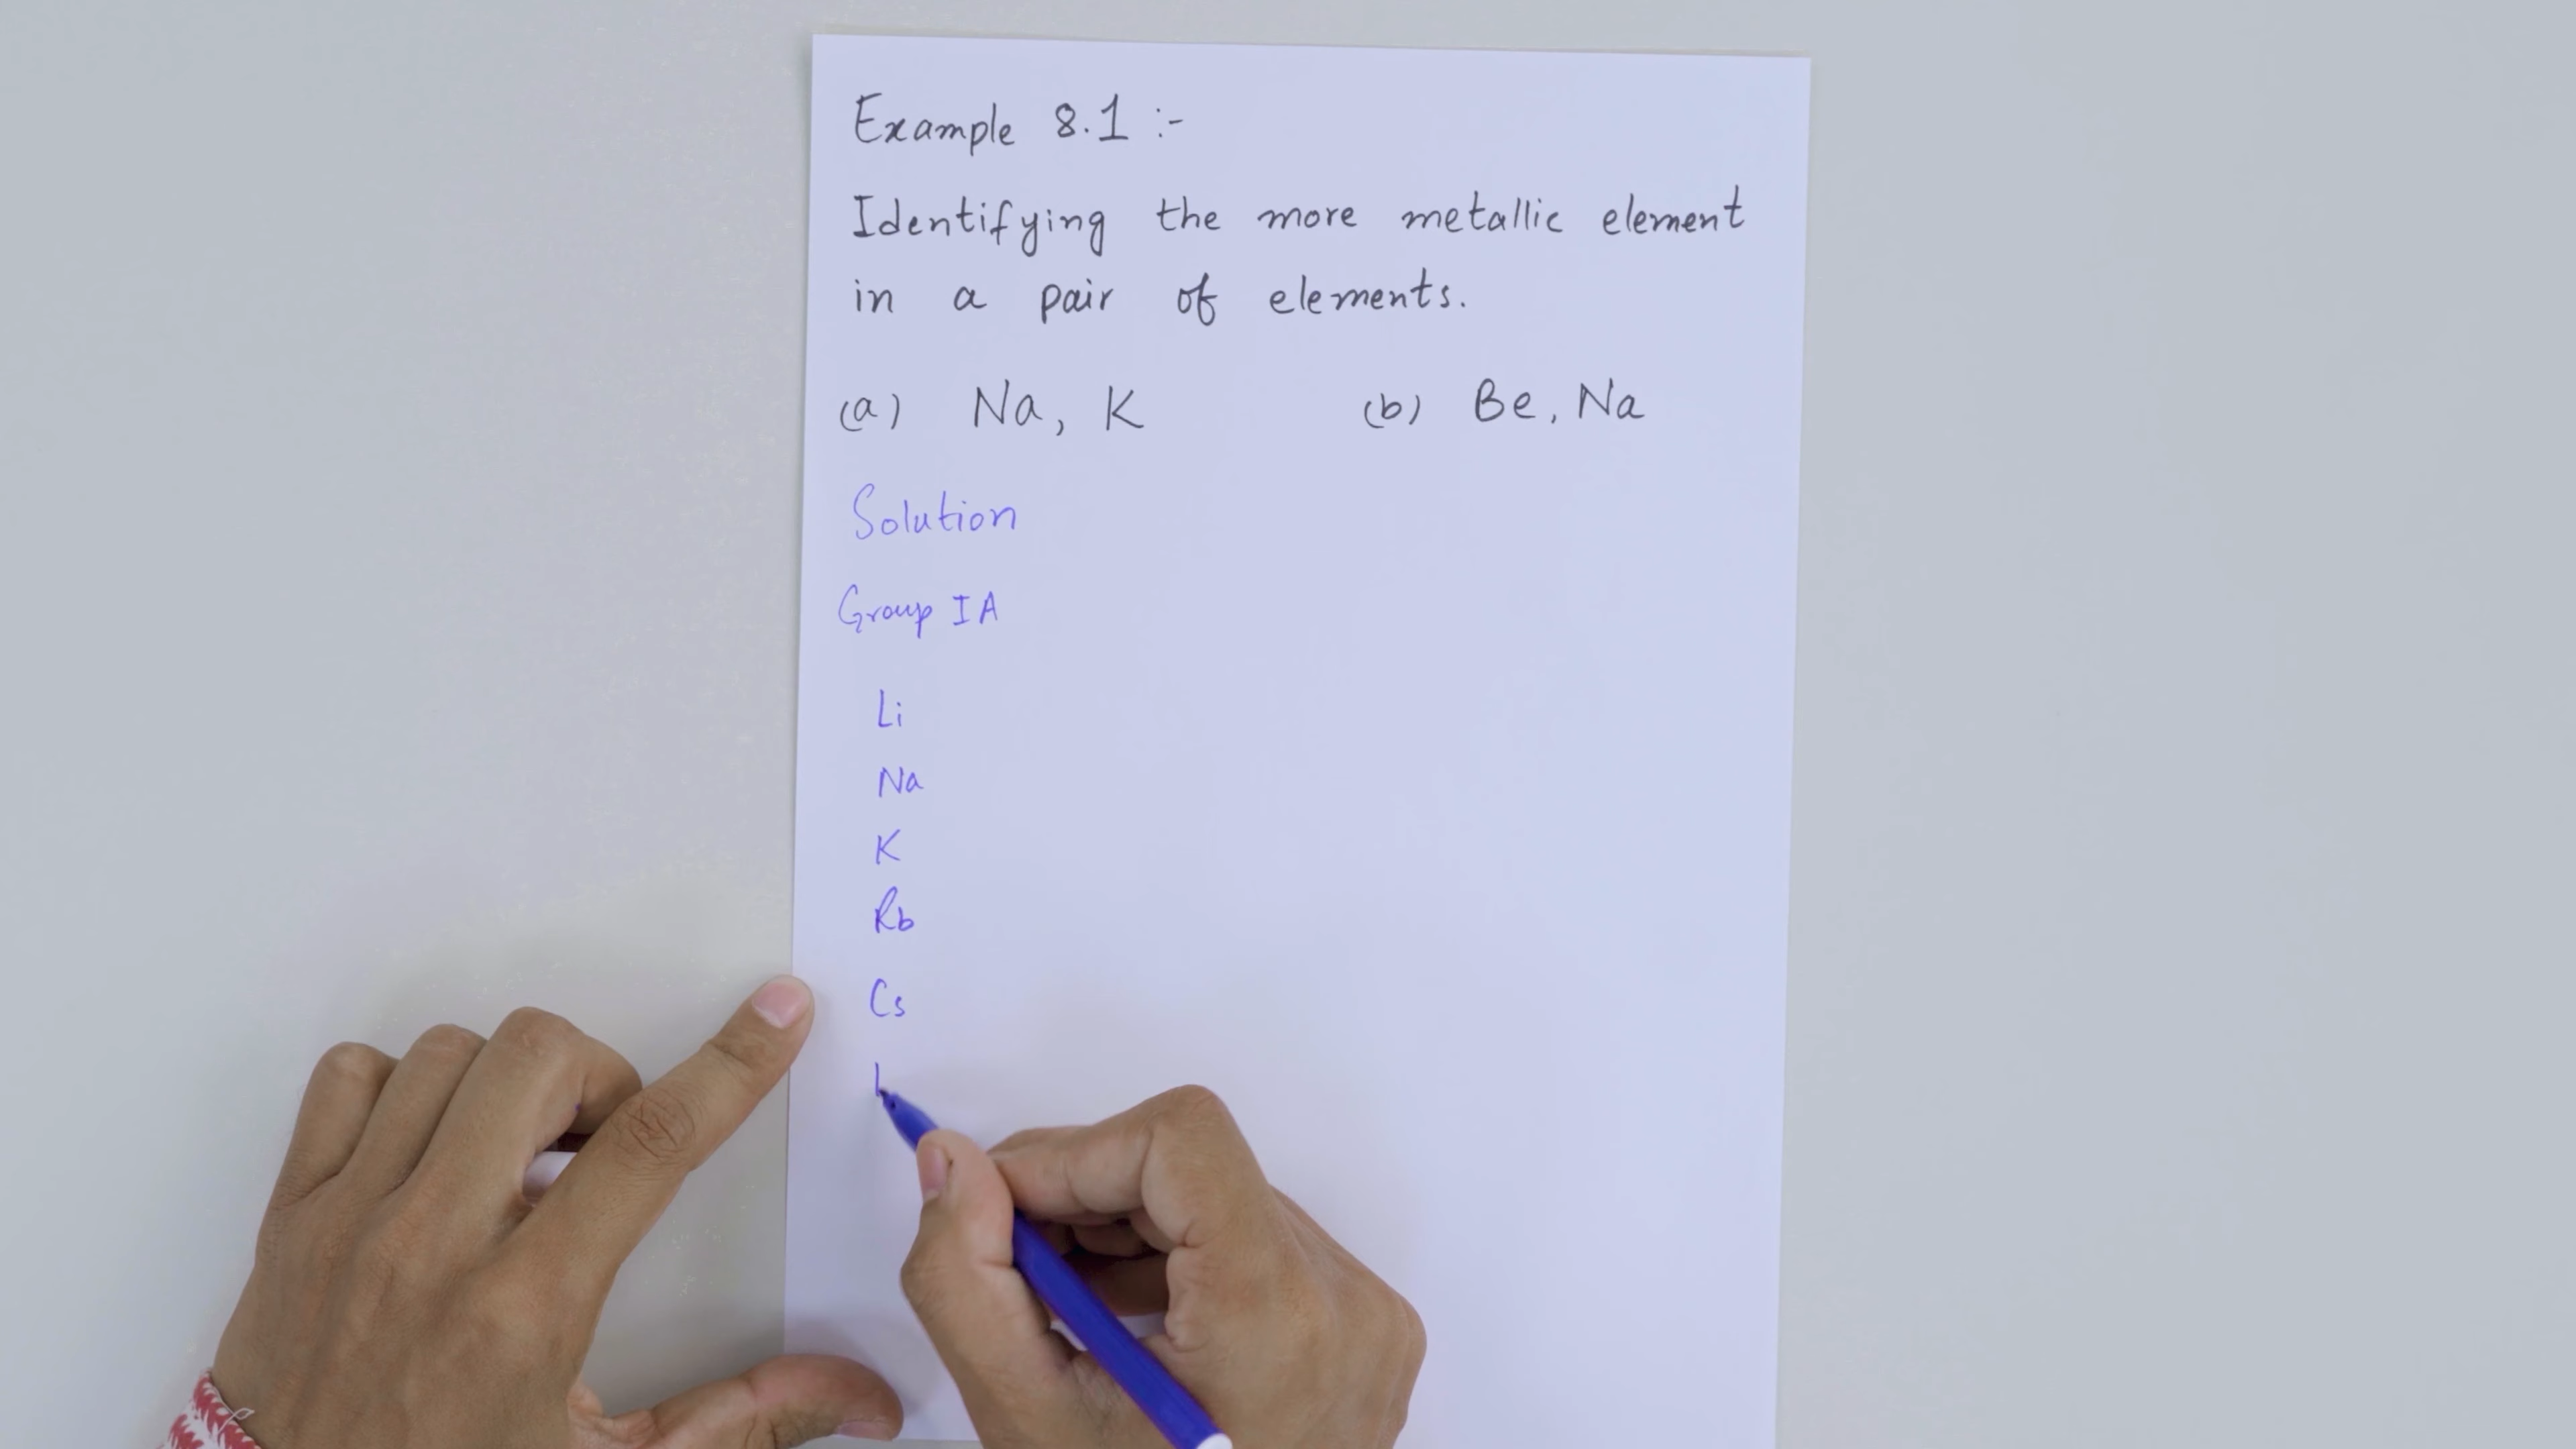 Example 8.1 :-
Identifying the more metallic element
in a pair of elements.
(a) Na, K (b) Be, Na
Solution
Group IA
Li
Na
K
Rb
Cs